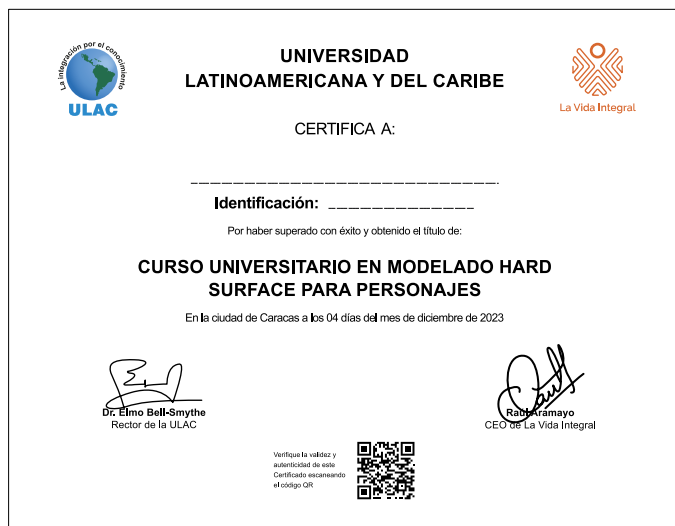 La integración por el conocimiento
ULAC
UNIVERSIDAD
LATINOAMERICANA Y DEL CARIBE
La Vida Integral
CERTIFICA A:
Identificación:
Por haber superado con éxito y obtenido el título de:
CURSO UNIVERSITARIO EN MODELADO HARD
SURFACE PARA PERSONAJES
En la ciudad de Caracas a los 04 días del mes de diciembre de 2023
Dr. Elmo Bell-Smythe
Rector de la ULAC
Raúl Aramayo
CEO de La Vida Integral
Verifique la validez y
autenticidad de este
Certificado escaneando
el código QR